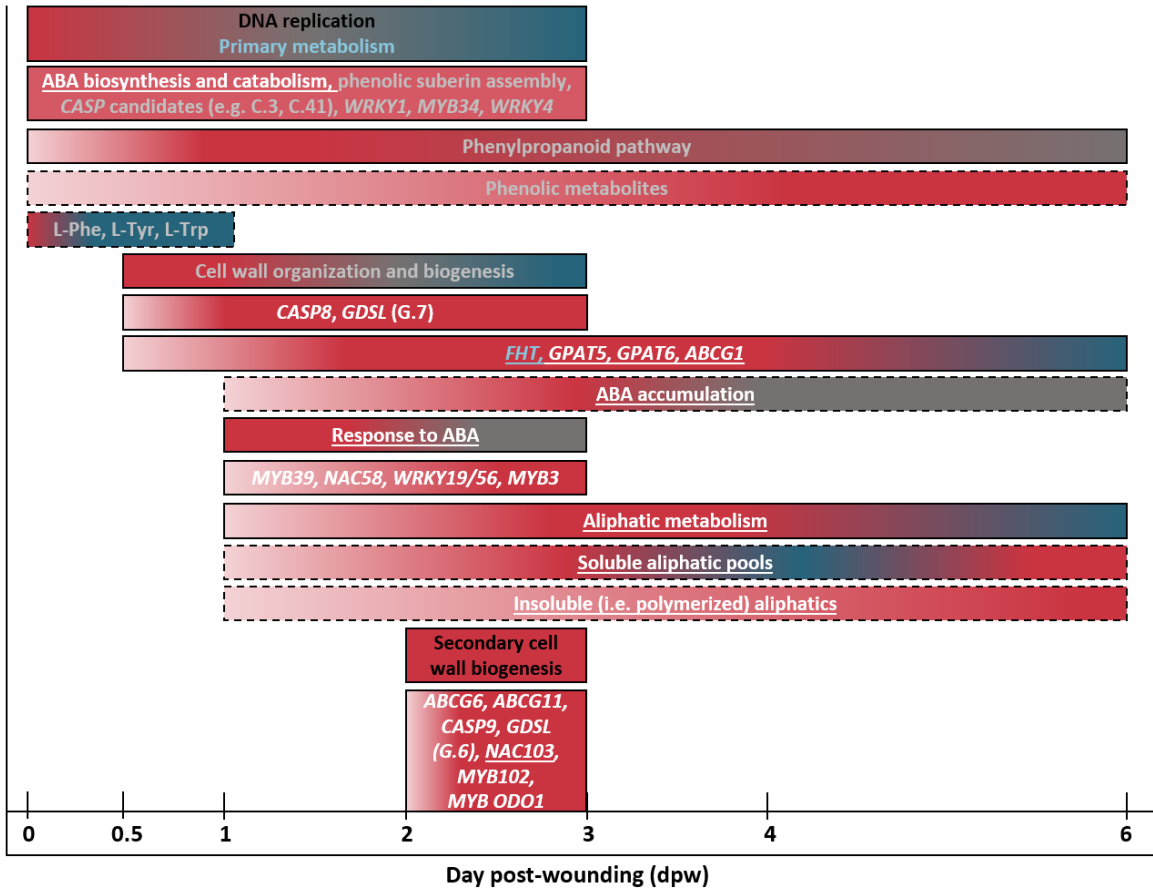 DNA replication
Primary metabolism
ABA biosynthesis and catabolism, phenolic suberin assembly,
CASP candidates (e.g. C.3, C.41), WRKY1, MYB34, WRKY4
Phenylpropanoid pathway
Phenolic metabolites
L-Phe, L-Tyr, L-Trp
Cell wall organization and biogenesis
CASP8, GDSL (G.7)
FHT, GPAT5, GPAT6, ABCG1
ABA accumulation
Response to ABA
MYB39, NAC58, WRKY19/56, MYB3
Aliphatic metabolism
Soluble aliphatic pools
Insoluble (i.e. polymerized) aliphatics
Secondary cell
wall biogenesis
ABCG6, ABCG11,
CASP9, GDSL
(G.6), NAC103,
MYB102,
MYB ODO1
0 0.5 1 2 3 4 6
Day post-wounding (dpw)